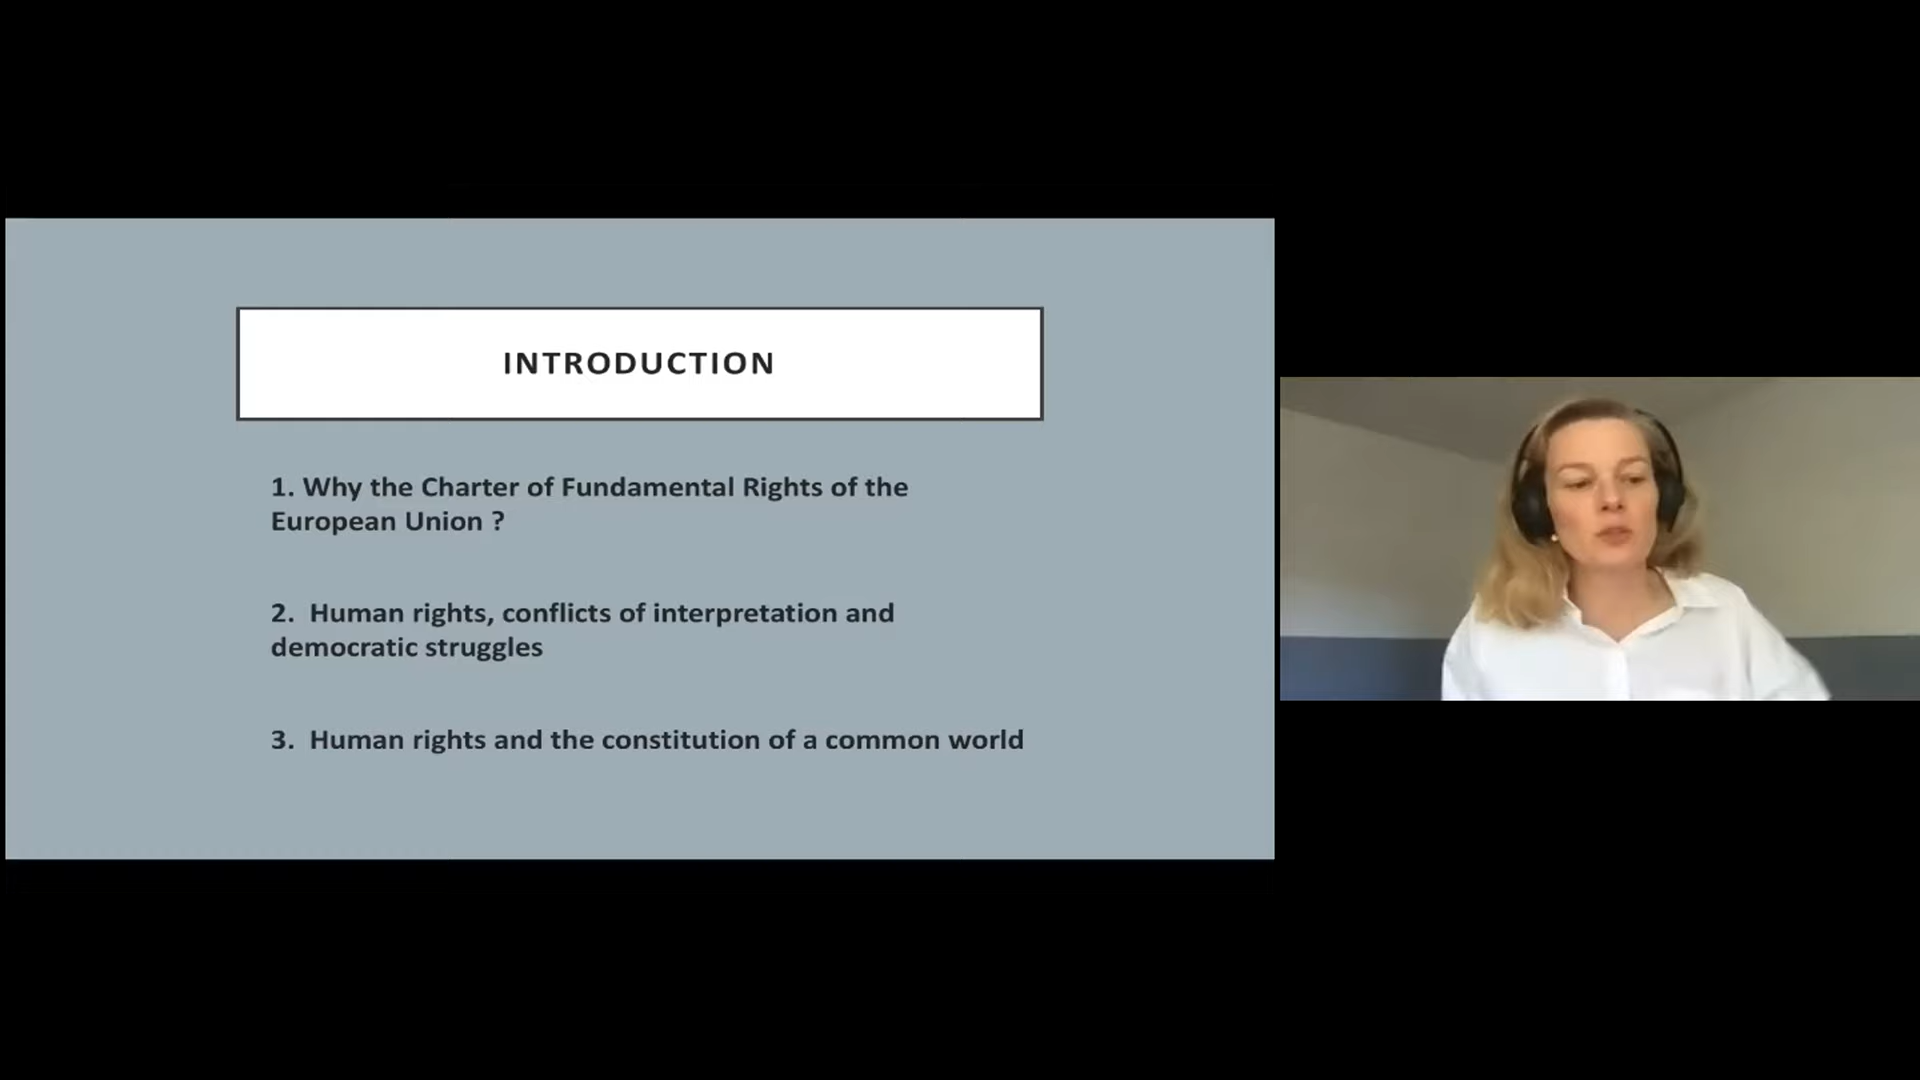 INTRODUCTION
1. Why the Charter of Fundamental Rights of the
European Union ?
2. Human rights, conflicts of interpretation and
democratic struggles
3. Human rights and the constitution of a common world